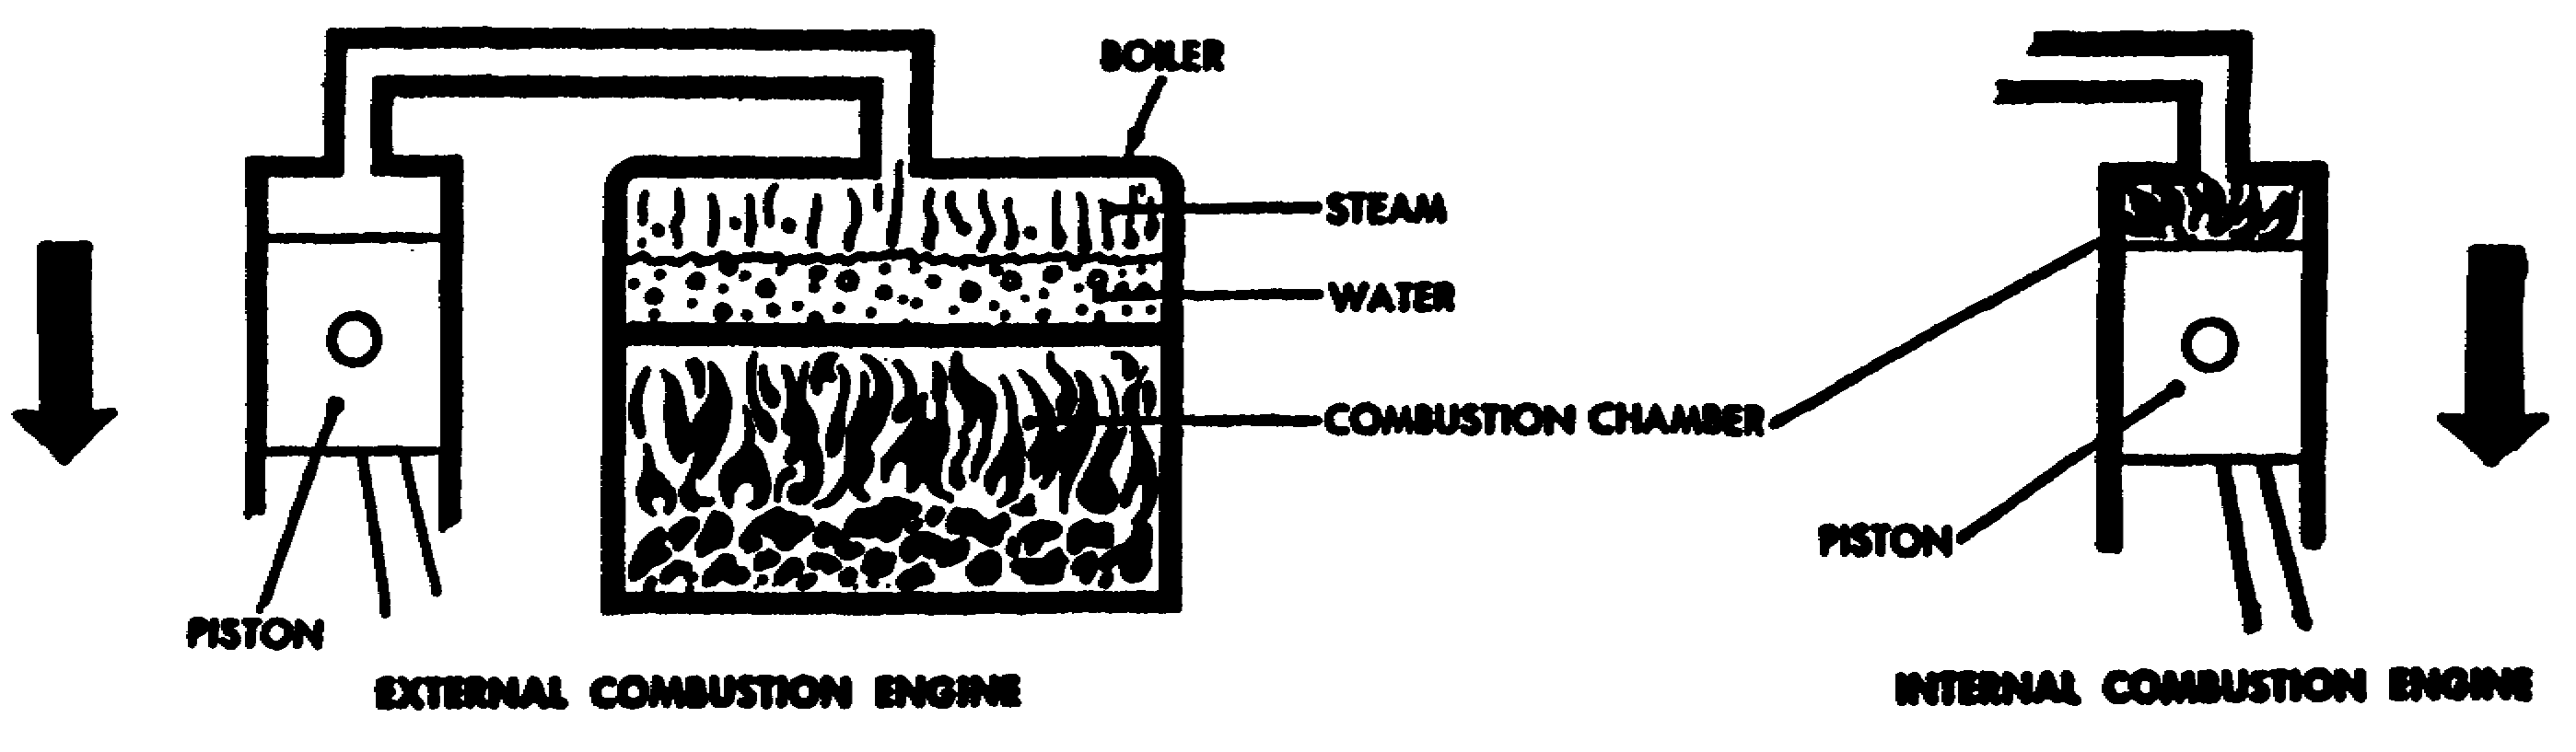 BOILER
STEAM
WATER
COMBUSTION CHAMBER
PISTON
PISTON
EXTERNAL COMBUSTION ENGINE
INTERNAL COMBUSTION ENGINE